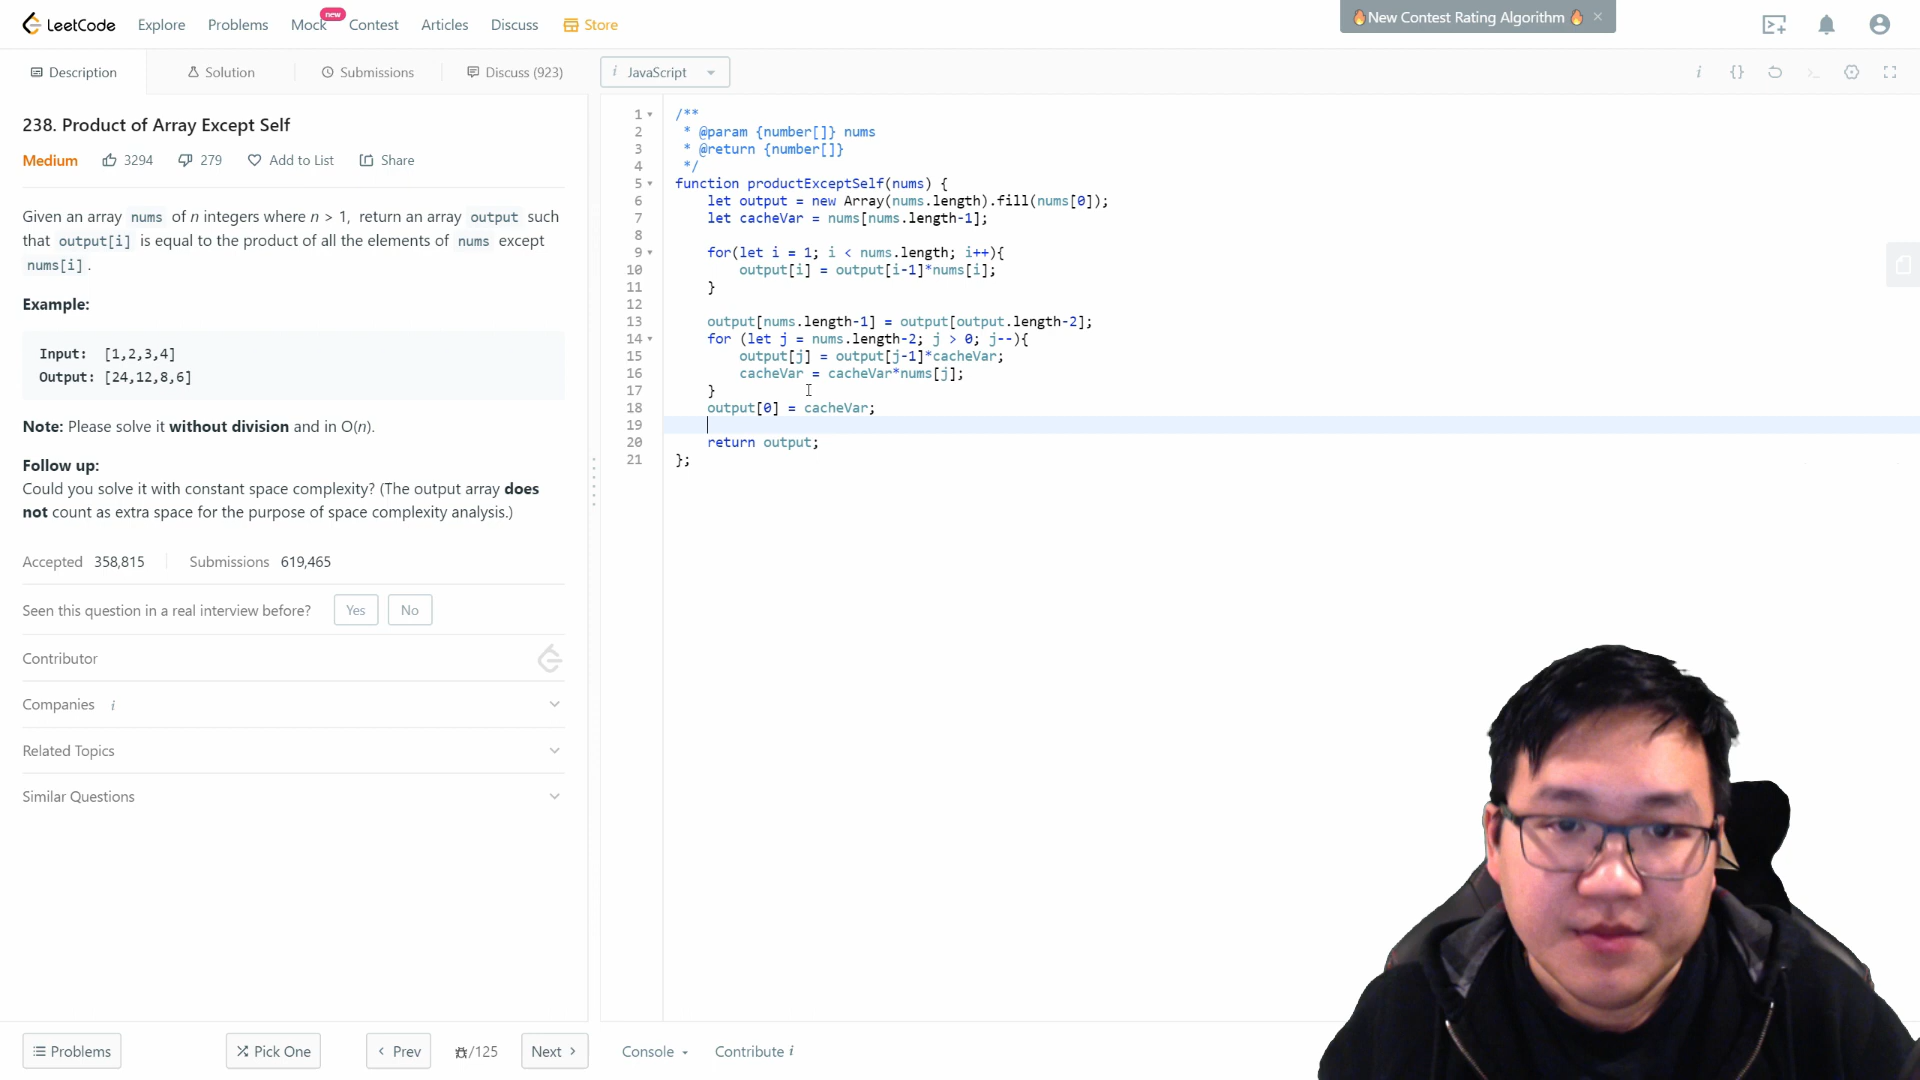 LeetCode Explore Problems Mock new Contest Articles Discuss Store
🔥New Contest Rating Algorithm 🔥 ×
Description Solution Submissions Discuss (923)
i JavaScript
238. Product of Array Except Self
Medium 3294 279 Add to List Share
Given an array nums of n integers where n > 1, return an array output such
that output[i] is equal to the product of all the elements of nums except
nums[i].
Example:
Input: [1,2,3,4]
Output: [24,12,8,6]
Note: Please solve it without division and in O(n).
Follow up:
Could you solve it with constant space complexity? (The output array does
not count as extra space for the purpose of space complexity analysis.)
Accepted 358,815 Submissions 619,465
Seen this question in a real interview before? Yes No
Contributor
Companies i
Related Topics
Similar Questions
1 /**
2 * @param {number[]} nums
3 * @return {number[]}
4 */
5 function productExceptSelf(nums) {
6 let output = new Array(nums.length).fill(nums[0]);
7 let cacheVar = nums[nums.length-1];
8
9 for(let i = 1; i < nums.length; i++){
10 output[i] = output[i-1]*nums[i];
11 }
12
13 output[nums.length-1] = output[output.length-2];
14 for (let j = nums.length-2; j > 0; j--){
15 output[j] = output[j-1]*cacheVar;
16 cacheVar = cacheVar*nums[j];
17 }
18 output[0] = cacheVar;
19
20 return output;
21 };
Problems Pick One < Prev /125 Next > Console Contribute i